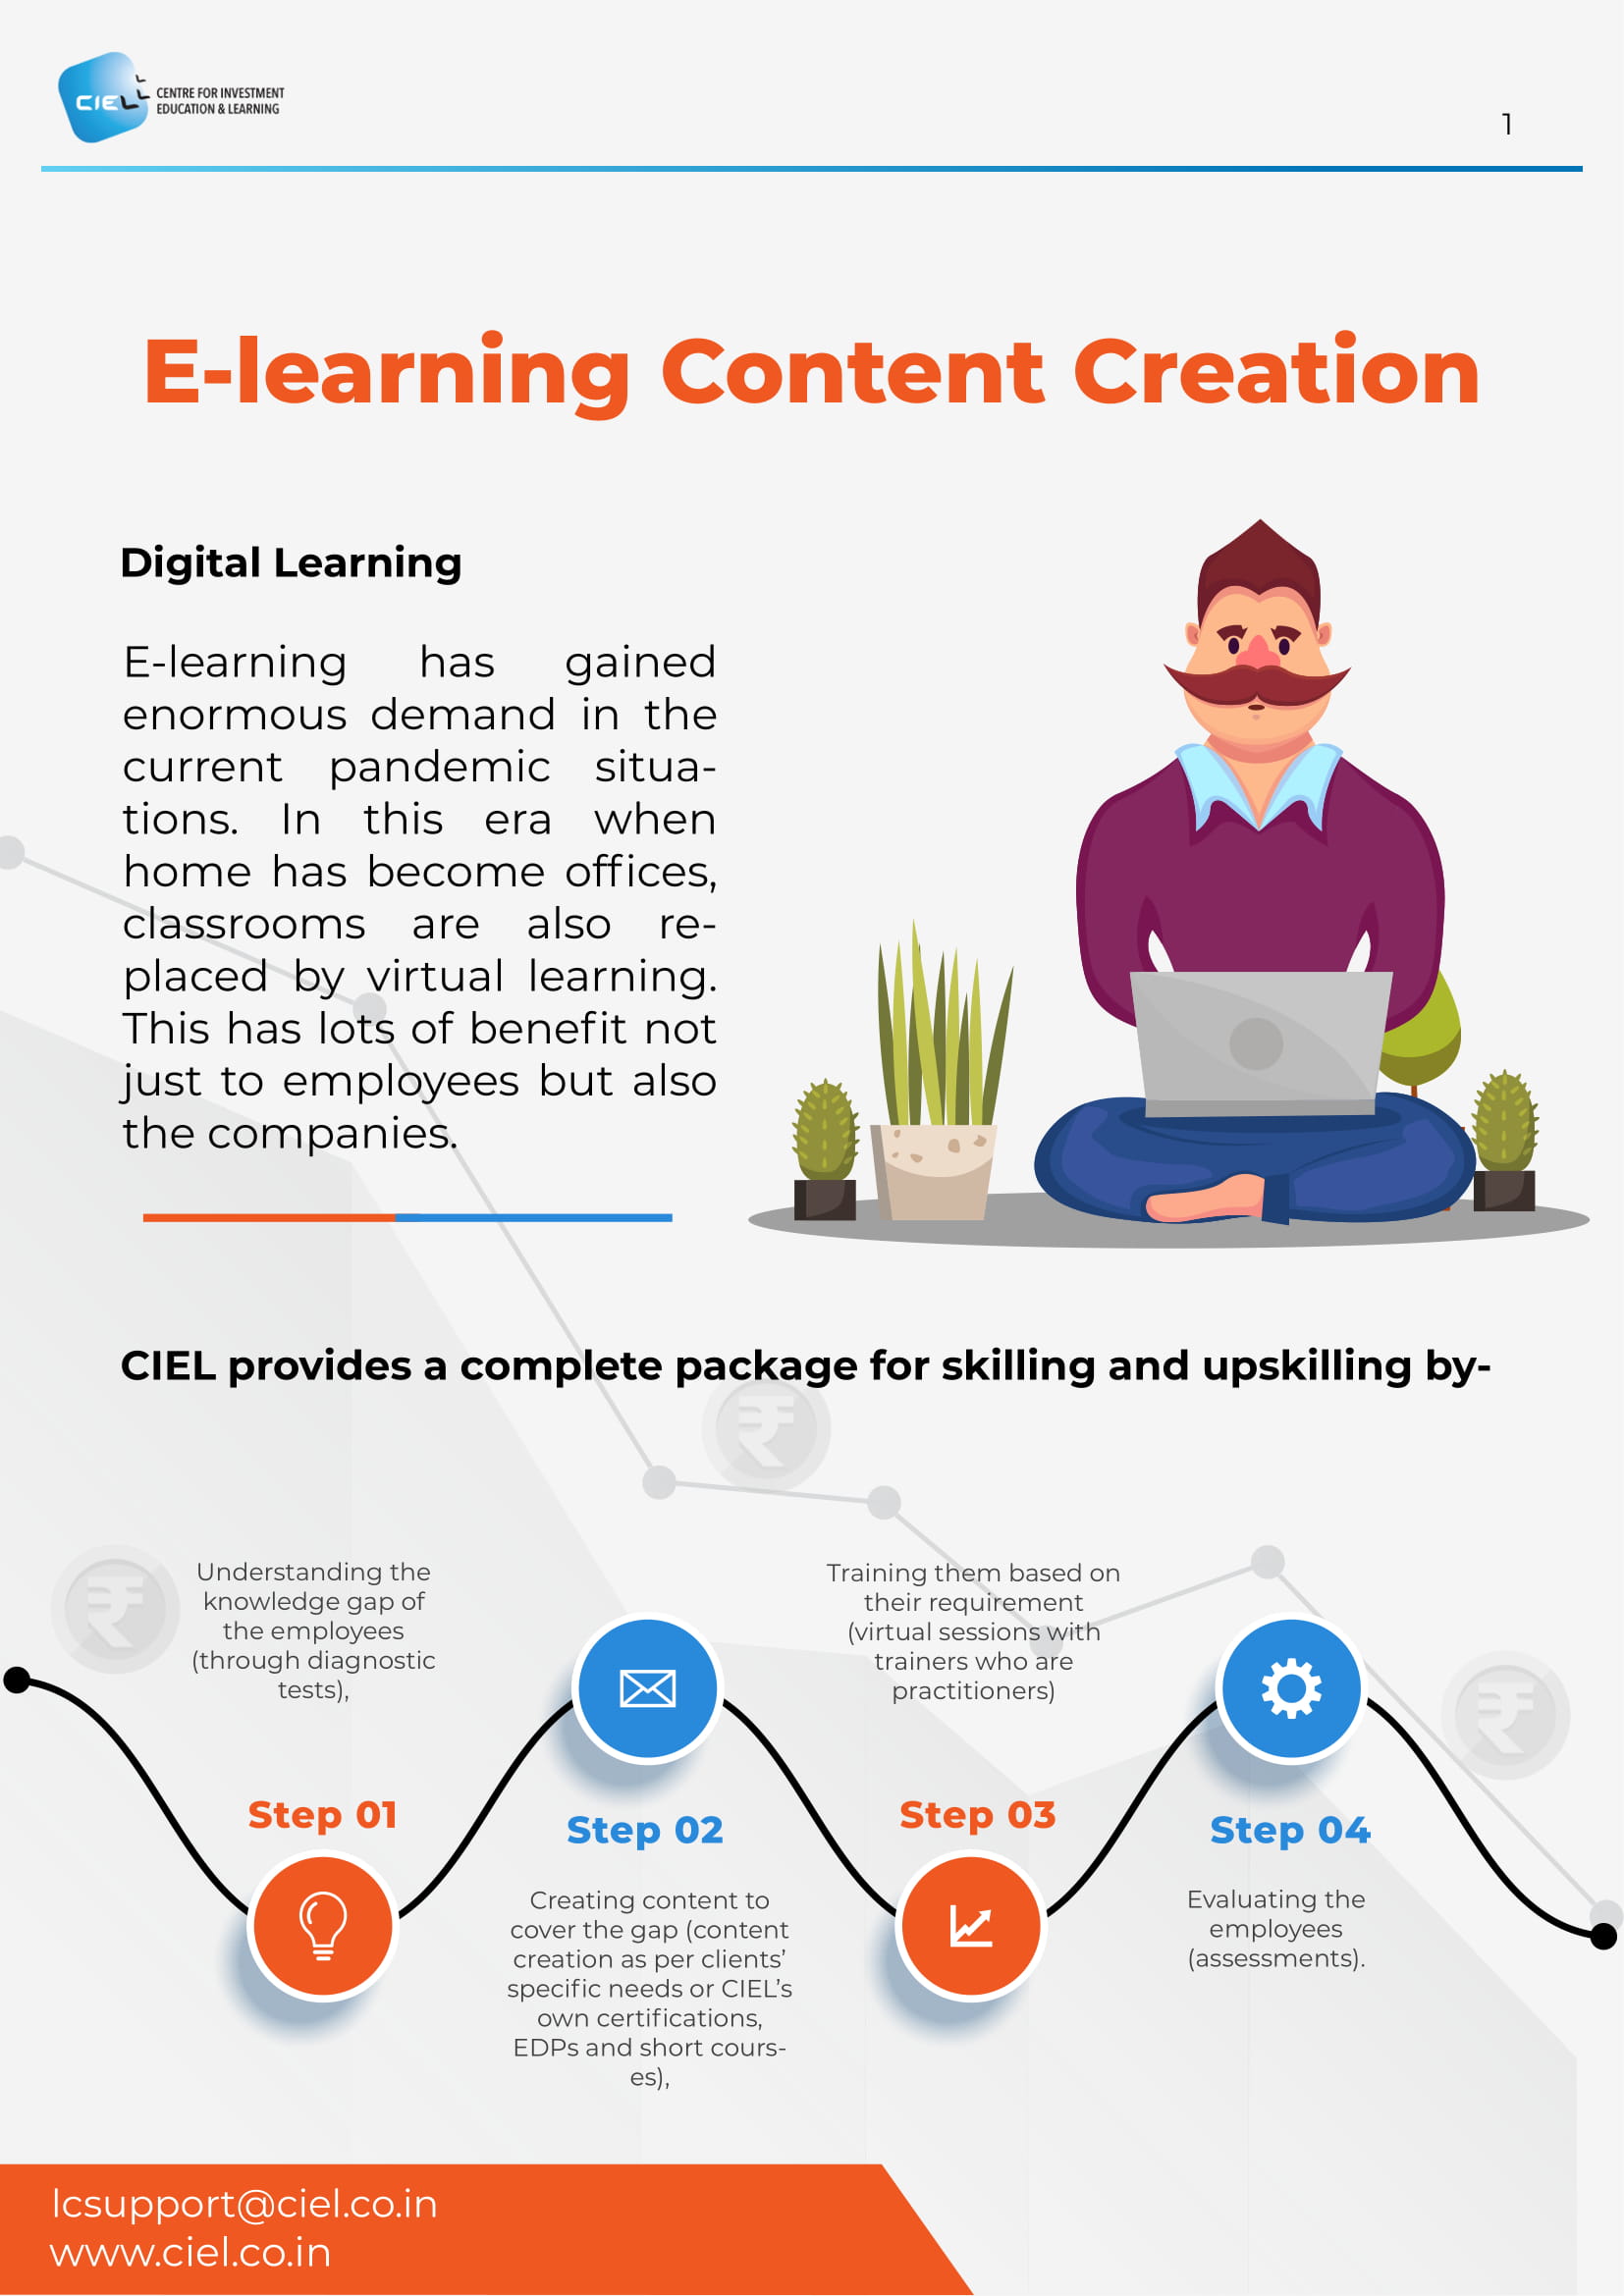 CIEL
CENTRE FOR INVESTMENT
EDUCATION & LEARNING
1
E-learning Content Creation
Digital Learning
E-learning has gained
enormous demand in the
current pandemic situa-
tions. In this era when
home has become offices,
classrooms are also re-
placed by virtual learning.
This has lots of benefit not
just to employees but also
the companies.
CIEL provides a complete package for skilling and upskilling by-
Understanding the
knowledge gap of
the employees
(through diagnostic
tests),
Step 01
Step 02
Creating content to
cover the gap (content
creation as per clients’
specific needs or CIEL’s
own certifications,
EDPs and short cours-
es),
Training them based on
their requirement
(virtual sessions with
trainers who are
practitioners)
Step 03
Step 04
Evaluating the
employees
(assessments).
lcsupport@ciel.co.in
www.ciel.co.in